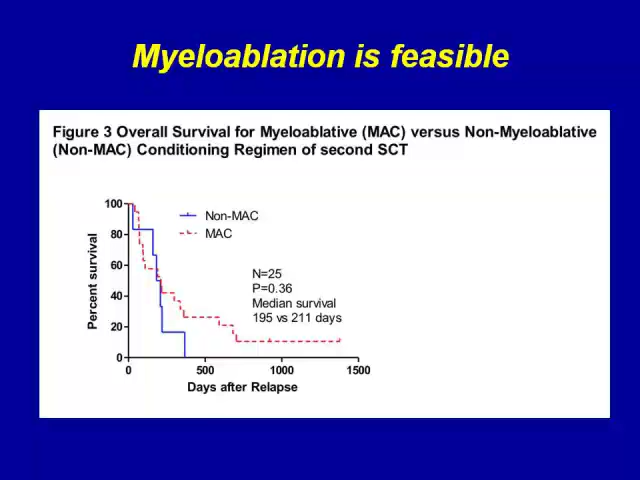 Myeloablation is feasible
Figure 3 Overall Survival for Myeloablative (MAC) versus Non-Myeloablative
(Non-MAC) Conditioning Regimen of second SCT
Non-MAC
MAC
N=25
P=0.36
Median survival
195 vs 211 days
Percent survival
100
80
60
40
20
0
0 500 1000 1500
Days after Relapse